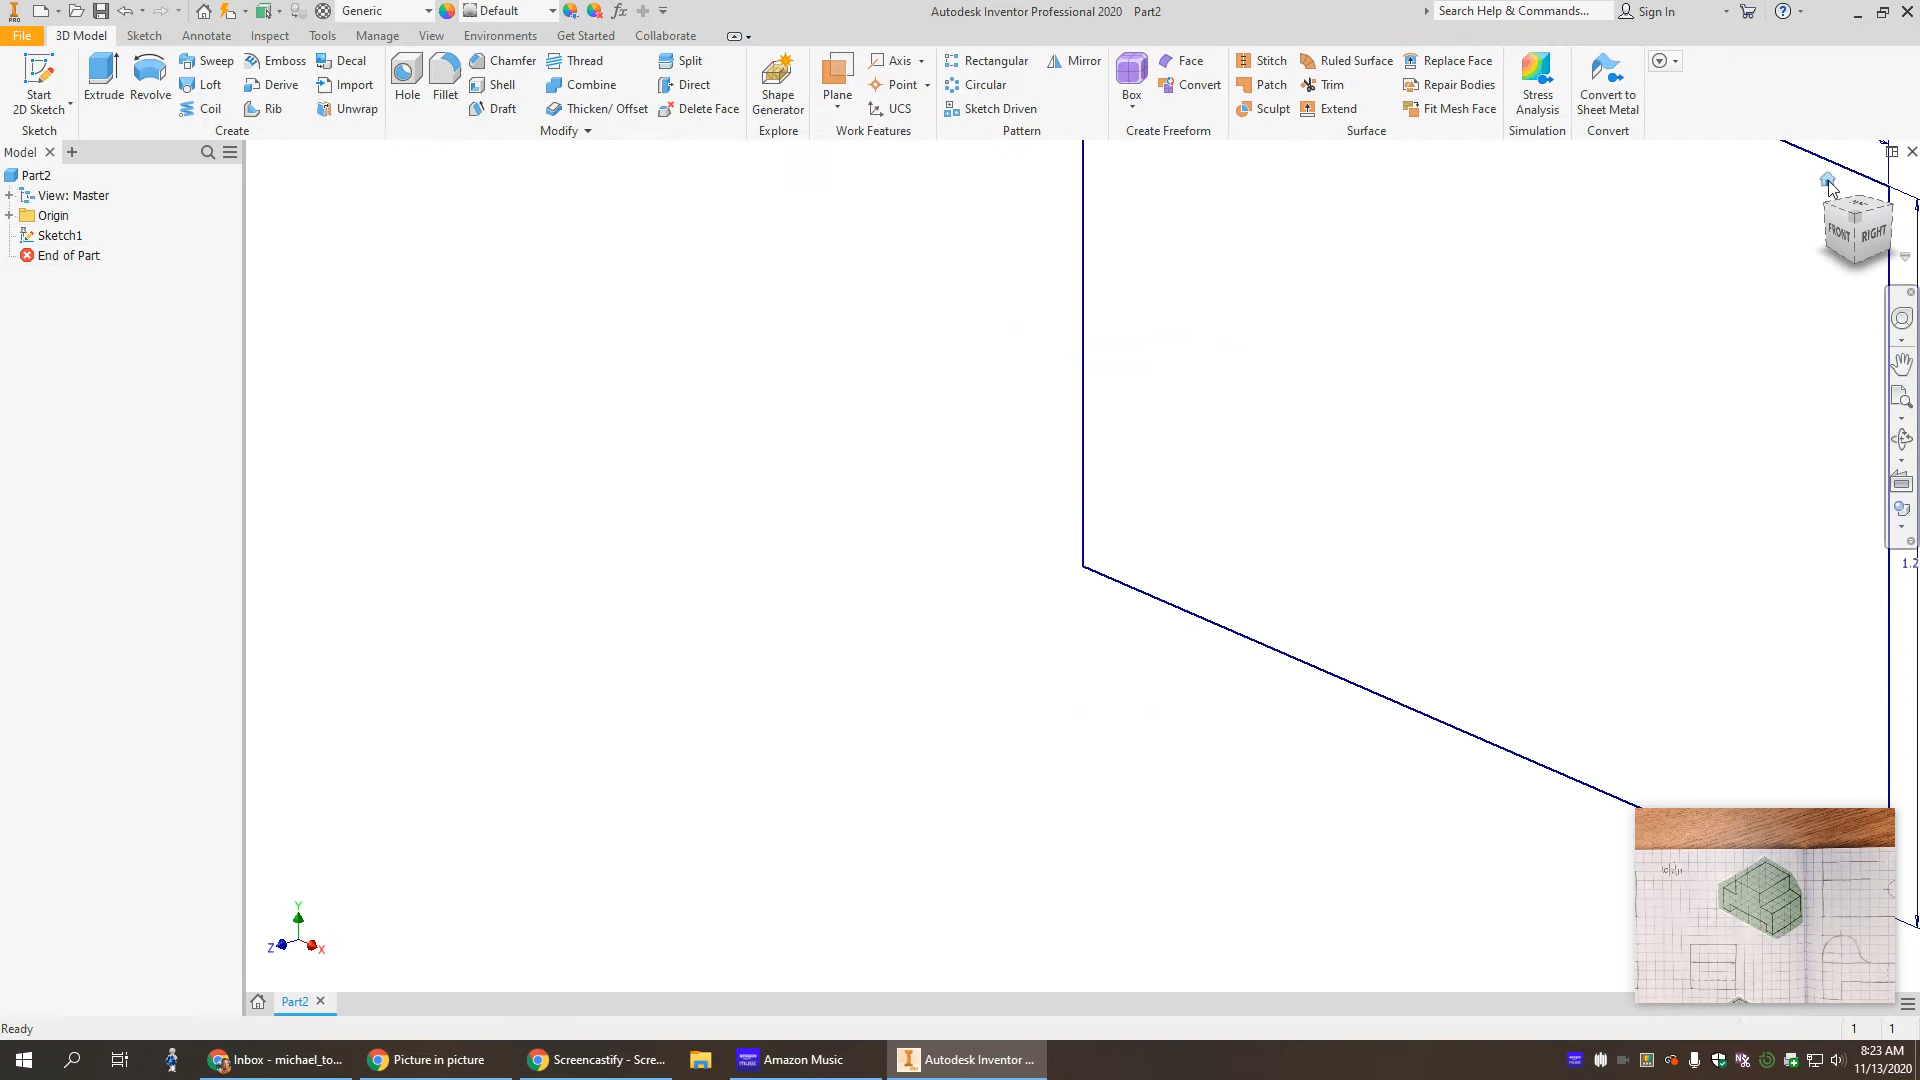 Generic
Default
Autodesk Inventor Professional 2020 Part2
Search Help & Commands...
Sign In
PRO
File 3D Model Sketch Annotate Inspect Tools Manage View Environments Get Started Collaborate
Start
2D Sketch
Sketch
Extrude
Revolve
Sweep Emboss Decal
Loft Derive Import
Coil Rib Unwrap
Create
Hole
Fillet
Chamfer Thread Split
Shell Combine Direct
Draft Thicken/ Offset Delete Face
Modify
Shape
Generator
Explore
Plane
Axis
Point
UCS
Work Features
Rectangular Mirror
Circular
Sketch Driven
Pattern
Box
Face
Convert
Create Freeform
Stitch Ruled Surface Replace Face
Patch Trim Repair Bodies
Sculpt Extend Fit Mesh Face
Surface
Stress
Analysis
Simulation
Convert to
Sheet Metal
Convert
Model
Part2
View: Master
Origin
Sketch1
End of Part
FRONT RIGHT
1.2
Y
Z X
Part2
Ready
1 1
Inbox - michael_to...
Picture in picture
Screencastify - Scre...
Amazon Music
Autodesk Inventor ...
8:23 AM
11/13/2020